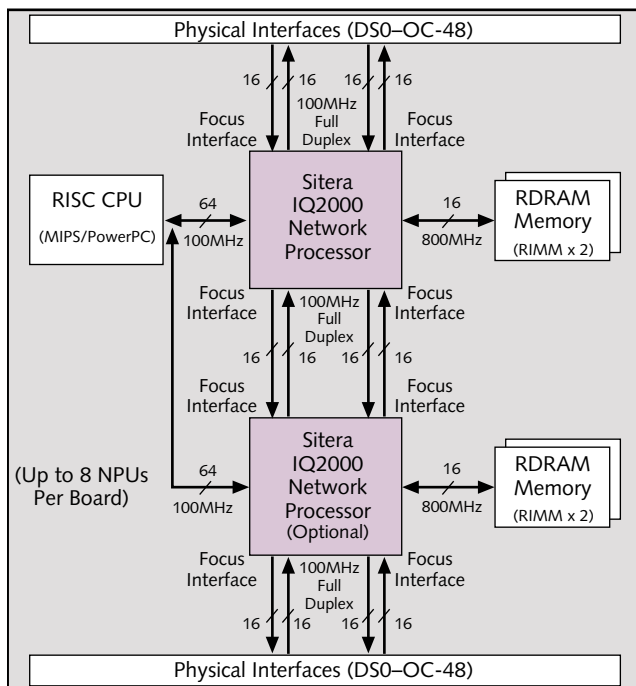 Physical Interfaces (DS0–OC-48)
16
16
16
16
Focus
Interface
100MHz
Full
Duplex
Focus
Interface
RISC CPU
(MIPS/PowerPC)
64
100MHz
Sitera
IQ2000
Network
Processor
16
800MHz
RDRAM
Memory
(RIMM x 2)
Focus
Interface
100MHz
Full
Duplex
Focus
Interface
16
16
16
16
Focus
Interface
Focus
Interface
(Up to 8 NPUs
Per Board)
64
100MHz
Sitera
IQ2000
Network
Processor
(Optional)
16
800MHz
RDRAM
Memory
(RIMM x 2)
Focus
Interface
100MHz
Full
Duplex
Focus
Interface
16
16
16
16
Physical Interfaces (DS0–OC-48)